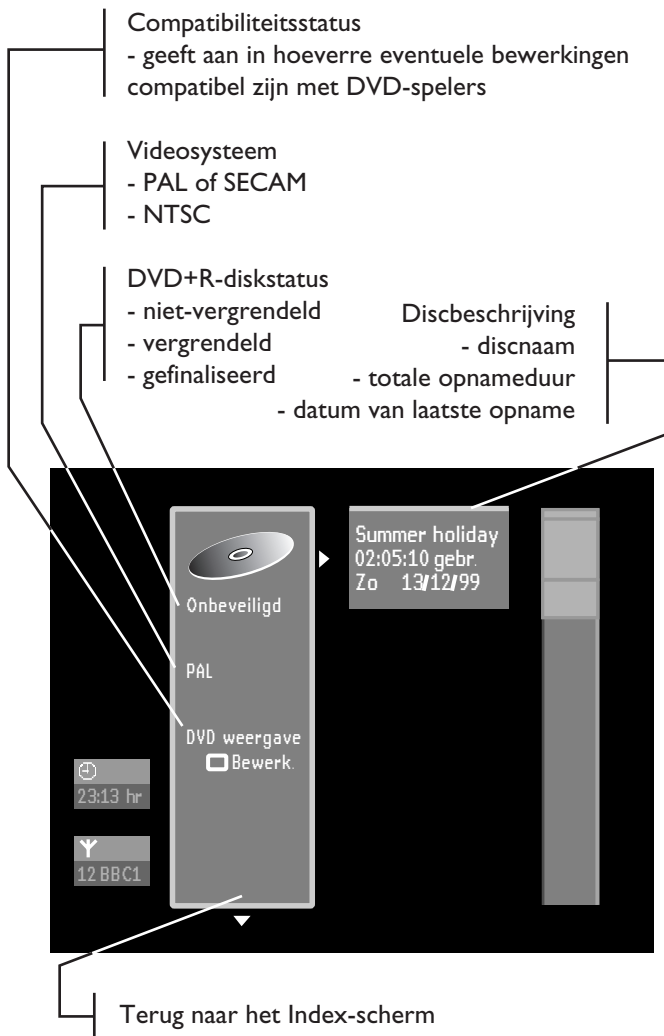 Compatibiliteitsstatus
- geeft aan in hoeverre eventuele bewerkingen
compatibel zijn met DVD-spelers
Videosysteem
- PAL of SECAM
- NTSC
DVD+R-diskstatus
- niet-vergrendeld
- vergrendeld
- gefinaliseerd
Discbeschrijving
- discnaam
- totale opnameduur
- datum van laatste opname
Summer holiday
02:05:10 gebr.
Zo 13/12/99
Onbeveiligd
PAL
DVD weergave
Bewerk.
23:13 hr
12 BBC1
Terug naar het Index-scherm